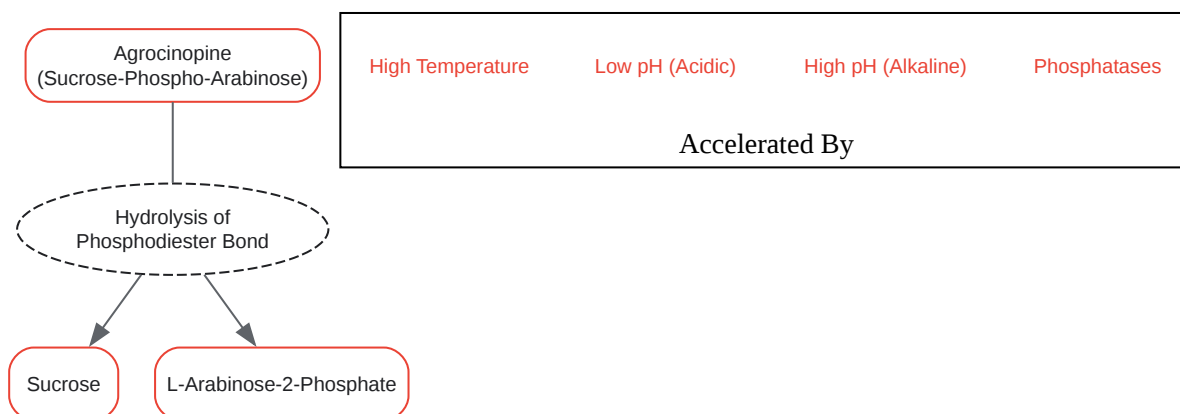 Agrocinopine
(Sucrose-Phospho-Arabinose)
High Temperature
Low pH (Acidic)
High pH (Alkaline)
Phosphatases
Accelerated By
Hydrolysis of
Phosphodiester Bond
Sucrose
L-Arabinose-2-Phosphate